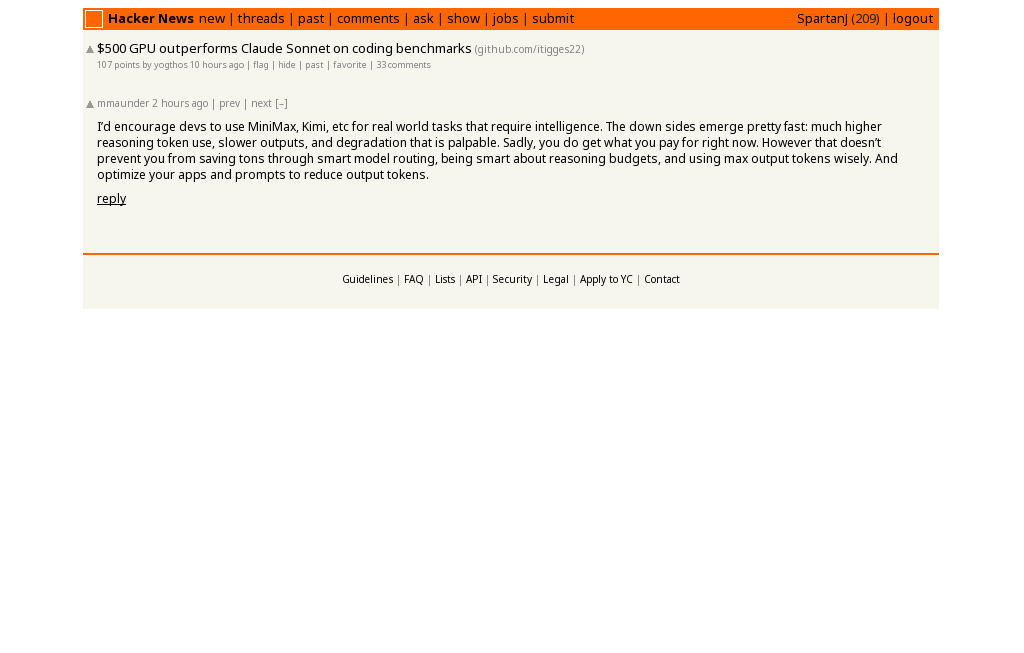 Hacker News new | threads | past | comments | ask | show | jobs | submit SpartanJ (209) | logout
$500 GPU outperforms Claude Sonnet on coding benchmarks (github.com/itigges22)
107 points by yogthos 10 hours ago | flag | hide | past | favorite | 33 comments
mmaunder 2 hours ago | prev | next [–]
I'd encourage devs to use MiniMax, Kimi, etc for real world tasks that require intelligence. The down sides emerge pretty fast: much higher
reasoning token use, slower outputs, and degradation that is palpable. Sadly, you do get what you pay for right now. However that doesn't
prevent you from saving tons through smart model routing, being smart about reasoning budgets, and using max output tokens wisely. And
optimize your apps and prompts to reduce output tokens.
reply
Guidelines | FAQ | Lists | API | Security | Legal | Apply to YC | Contact